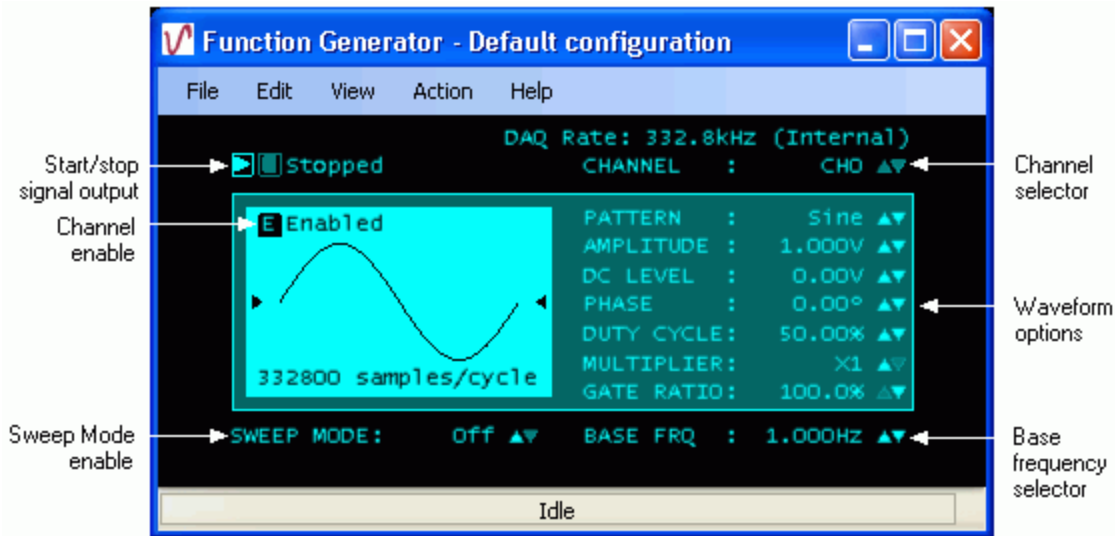 Function Generator - Default configuration
File Edit View Action Help
DAQ Rate: 332.8kHz (Internal)
Start/stop
signal output
Stopped
CHANNEL : CH0
Channel
selector
Channel
enable
E Enabled
332800 samples/cycle
PATTERN : Sine
AMPLITUDE : 1.000V
DC LEVEL : 0.00V
PHASE : 0.00°
DUTY CYCLE: 50.00%
MULTIPLIER: X1
GATE RATIO: 100.0%
Waveform
options
Sweep Mode
enable
SWEEP MODE: Off
BASE FRQ : 1.000Hz
Base
frequency
selector
Idle